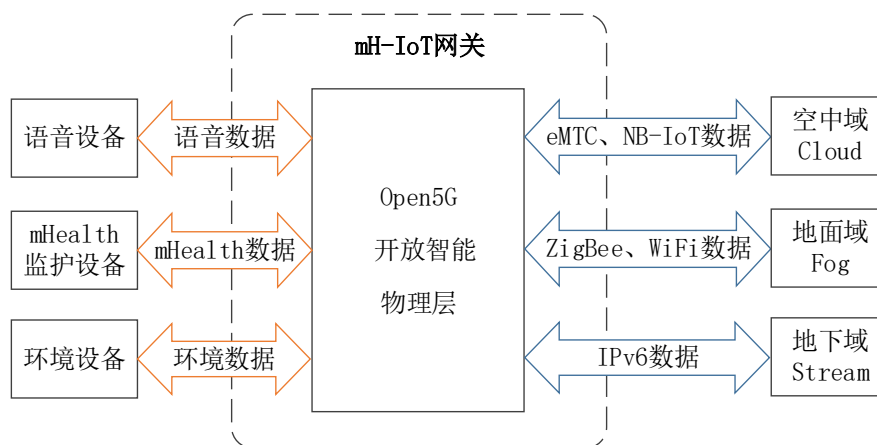 mH-IoT网关
语音设备
语音数据
eMTC、NB-IoT数据
空中域
Cloud
mHealth
监护设备
mHealth数据
Open5G
开放智能
物理层
ZigBee、WiFi数据
地面域
Fog
环境设备
环境数据
IPv6数据
地下域
Stream